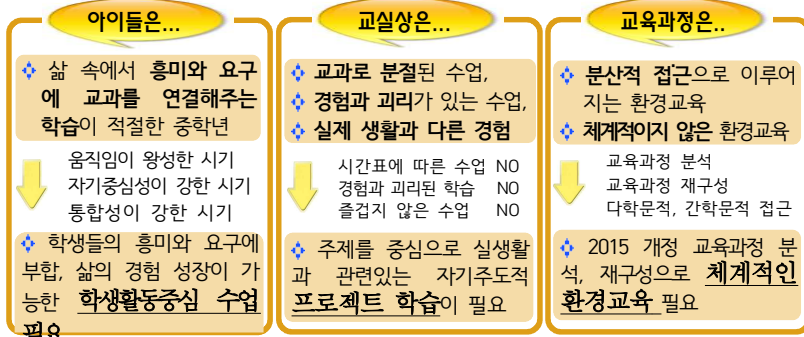 아이들은...
삶 속에서 흥미와 요구
에 교과를 연결해주는
학습이 적절한 중학년
움직임이 왕성한 시기
자기중심성이 강한 시기
통합성이 강한 시기
학생들의 흥미와 요구에
부합, 삶의 경험 성장이 가
능한 학생활동중심 수업
필요
교실상은...
교과로 분절된 수업,
경험과 괴리가 있는 수업,
실제 생활과 다른 경험
시간표에 따른 수업 NO
경험과 괴리된 학습 NO
즐겁지 않은 수업 NO
주제를 중심으로 실생활
과 관련있는 자기주도적
프로젝트 학습이 필요
교육과정은..
분산적 접근으로 이루어
지는 환경교육
체계적이지 않은 환경교육
교육과정 분석
교육과정 재구성
다학문적, 간학문적 접근
2015 개정 교육과정 분
석, 재구성으로 체계적인
환경교육 필요